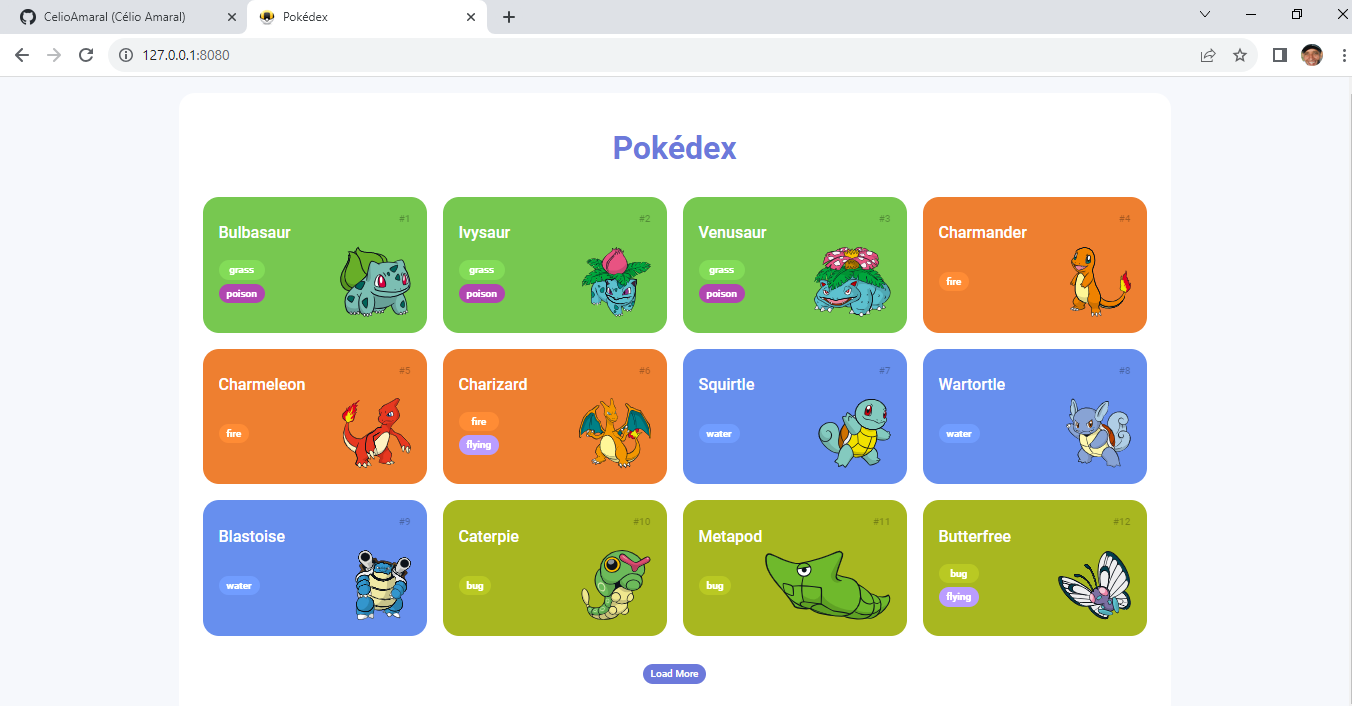 CelioAmaral (Célio Amaral)
Pokédex
127.0.0.1:8080
Pokédex
#1
Bulbasaur
grass
poison
#2
Ivysaur
grass
poison
#3
Venusaur
grass
poison
#4
Charmander
fire
#5
Charmeleon
fire
#6
Charizard
fire
flying
#7
Squirtle
water
#8
Wartortle
water
#9
Blastoise
water
#10
Caterpie
bug
#11
Metapod
bug
#12
Butterfree
bug
flying
Load More